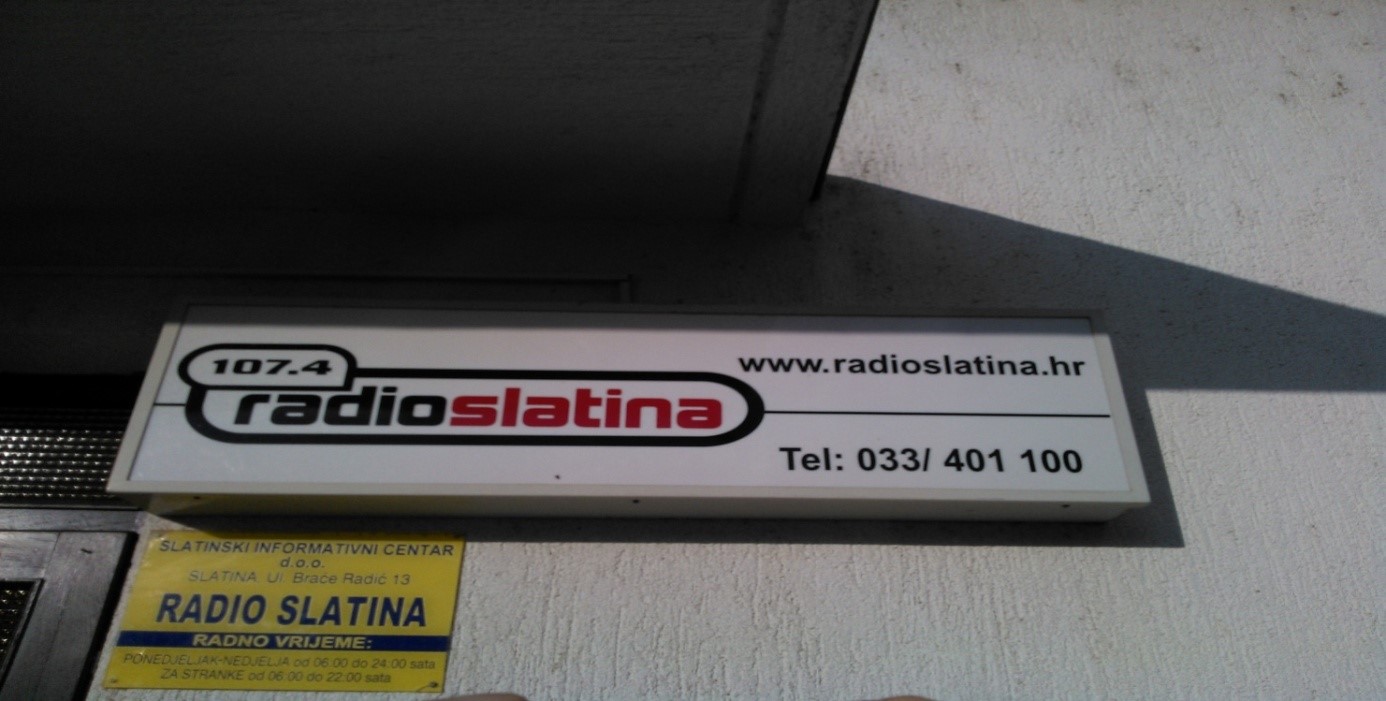 107.4
radioslatina
www.radioslatina.hr
Tel: 033/ 401 100
SLATINSKI INFORMATIVNI CENTAR
d.o.o.
SLATINA, Ul. Braće Radić 13
RADIO SLATINA
RADNO VRIJEME:
PONEDJELJAK-NEDJELJA od 06:00 do 24:00 sata
ZA STRANKE od 06:00 do 22:00 sata